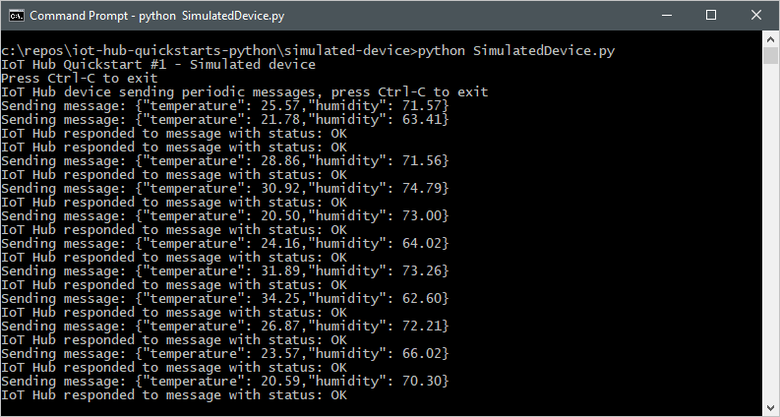 Command Prompt - python  SimulatedDevice.py
c:\repos\iot-hub-quickstarts-python\simulated-device>python SimulatedDevice.py
IoT Hub Quickstart #1 - Simulated device
Press Ctrl-C to exit
IoT Hub device sending periodic messages, press Ctrl-C to exit
Sending message: {"temperature": 25.57,"humidity": 71.57}
Sending message: {"temperature": 21.78,"humidity": 63.41}
IoT Hub responded to message with status: OK
IoT Hub responded to message with status: OK
Sending message: {"temperature": 28.86,"humidity": 71.56}
IoT Hub responded to message with status: OK
Sending message: {"temperature": 30.92,"humidity": 74.79}
IoT Hub responded to message with status: OK
Sending message: {"temperature": 20.50,"humidity": 73.00}
IoT Hub responded to message with status: OK
Sending message: {"temperature": 24.16,"humidity": 64.02}
IoT Hub responded to message with status: OK
Sending message: {"temperature": 31.89,"humidity": 73.26}
IoT Hub responded to message with status: OK
Sending message: {"temperature": 34.25,"humidity": 62.60}
IoT Hub responded to message with status: OK
Sending message: {"temperature": 26.87,"humidity": 72.21}
IoT Hub responded to message with status: OK
Sending message: {"temperature": 23.57,"humidity": 66.02}
IoT Hub responded to message with status: OK
Sending message: {"temperature": 20.59,"humidity": 70.30}
IoT Hub responded to message with status: OK